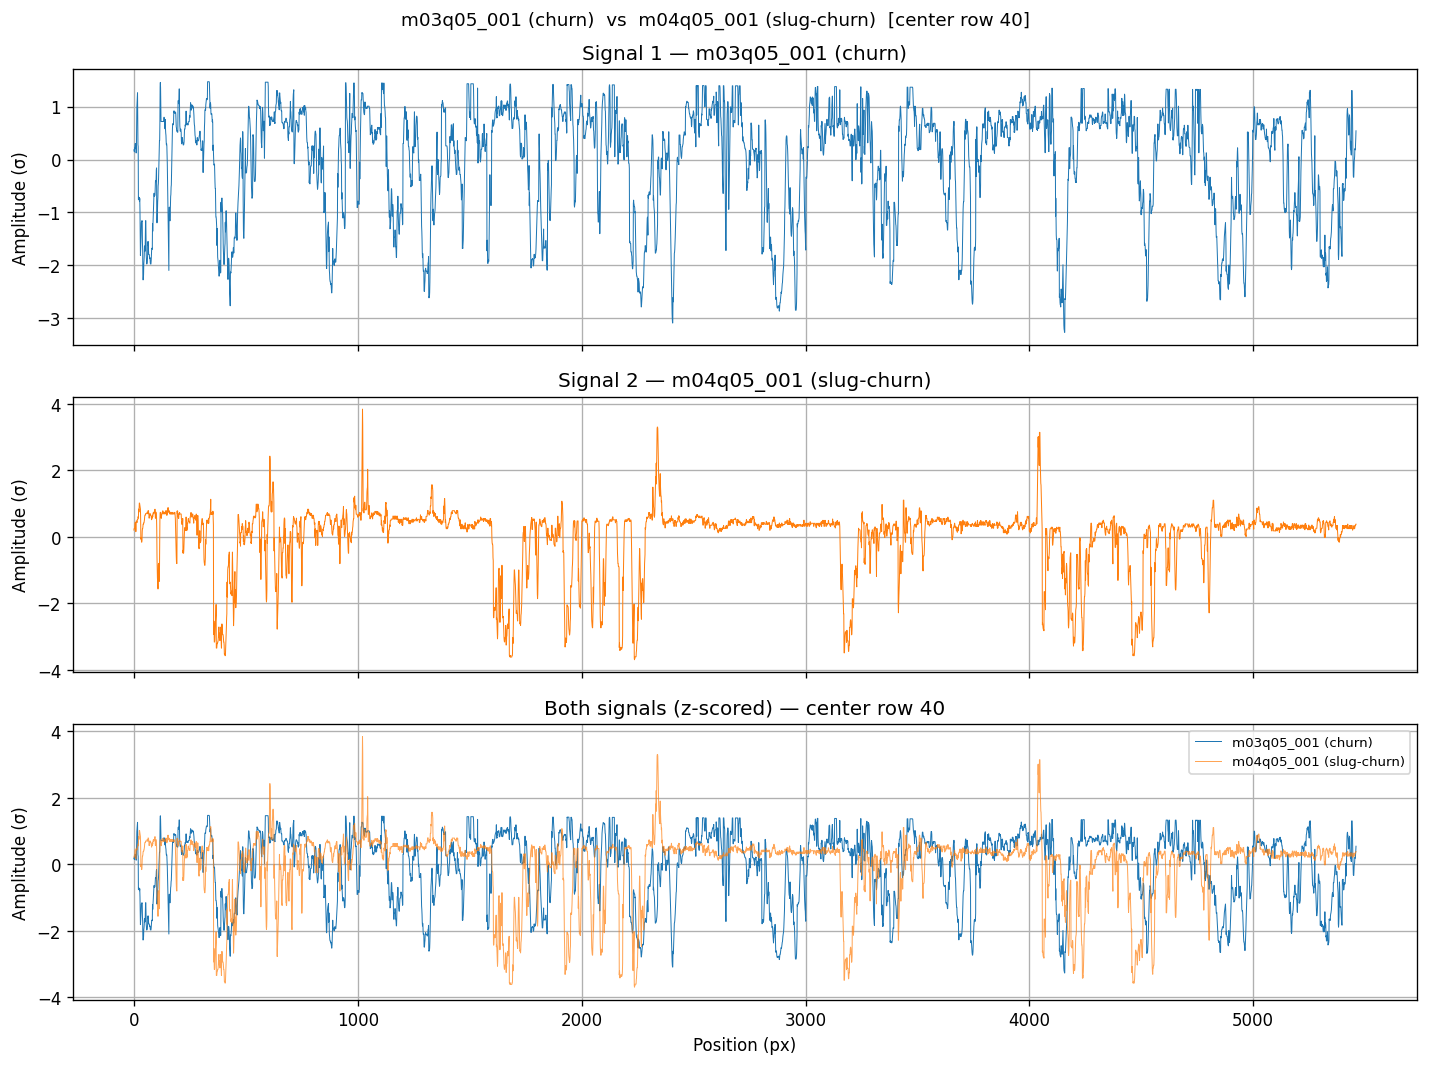 m03q05_001 (churn)  vs  m04q05_001 (slug-churn)  [center row 40]
Signal 1 — m03q05_001 (churn)
Amplitude (σ)
1
0
−1
−2
−3
Signal 2 — m04q05_001 (slug-churn)
Amplitude (σ)
4
2
0
−2
−4
Both signals (z-scored) — center row 40
Amplitude (σ)
4
2
0
−2
−4
m03q05_001 (churn)
m04q05_001 (slug-churn)
0 1000 2000 3000 4000 5000
Position (px)